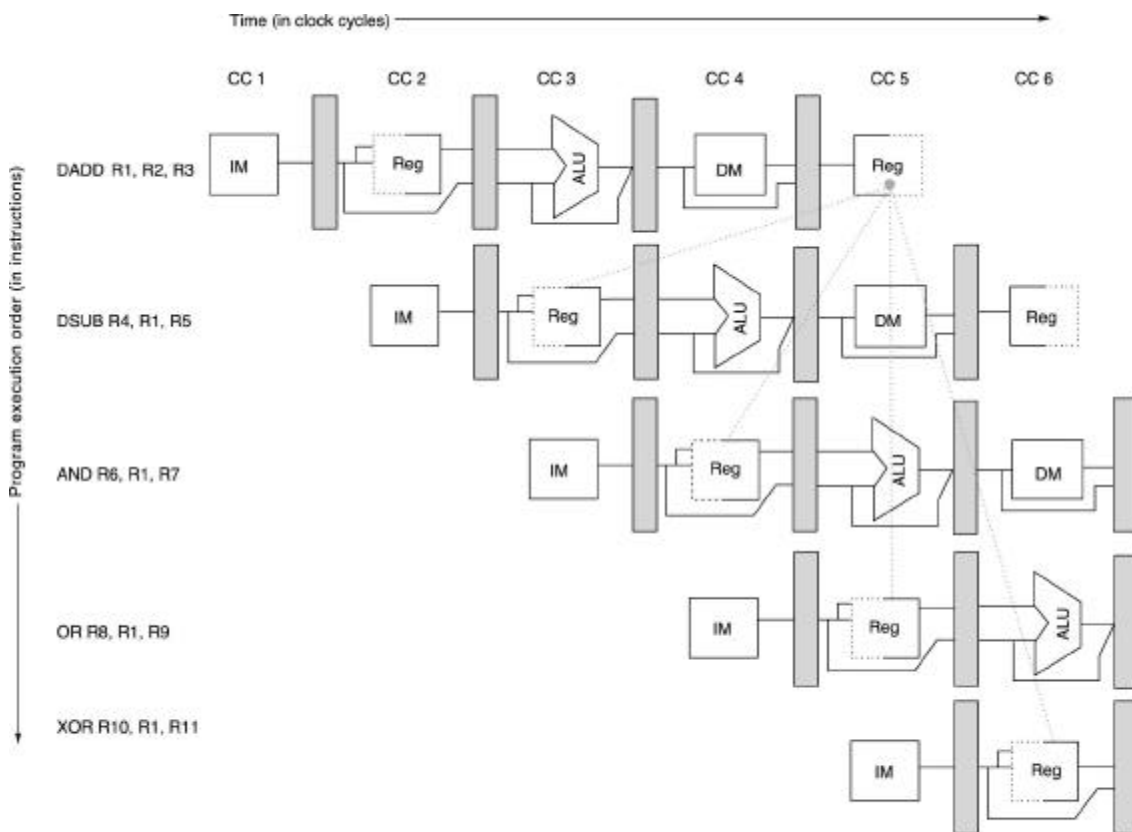 Time (in clock cycles)
CC 1 CC 2 CC 3 CC 4 CC 5 CC 6
Program execution order (in instructions)
DADD R1, R2, R3
IM
Reg
ALU
DM
Reg
DSUB R4, R1, R5
IM
Reg
ALU
DM
Reg
AND R6, R1, R7
IM
Reg
ALU
DM
OR R8, R1, R9
IM
Reg
ALU
XOR R10, R1, R11
IM
Reg